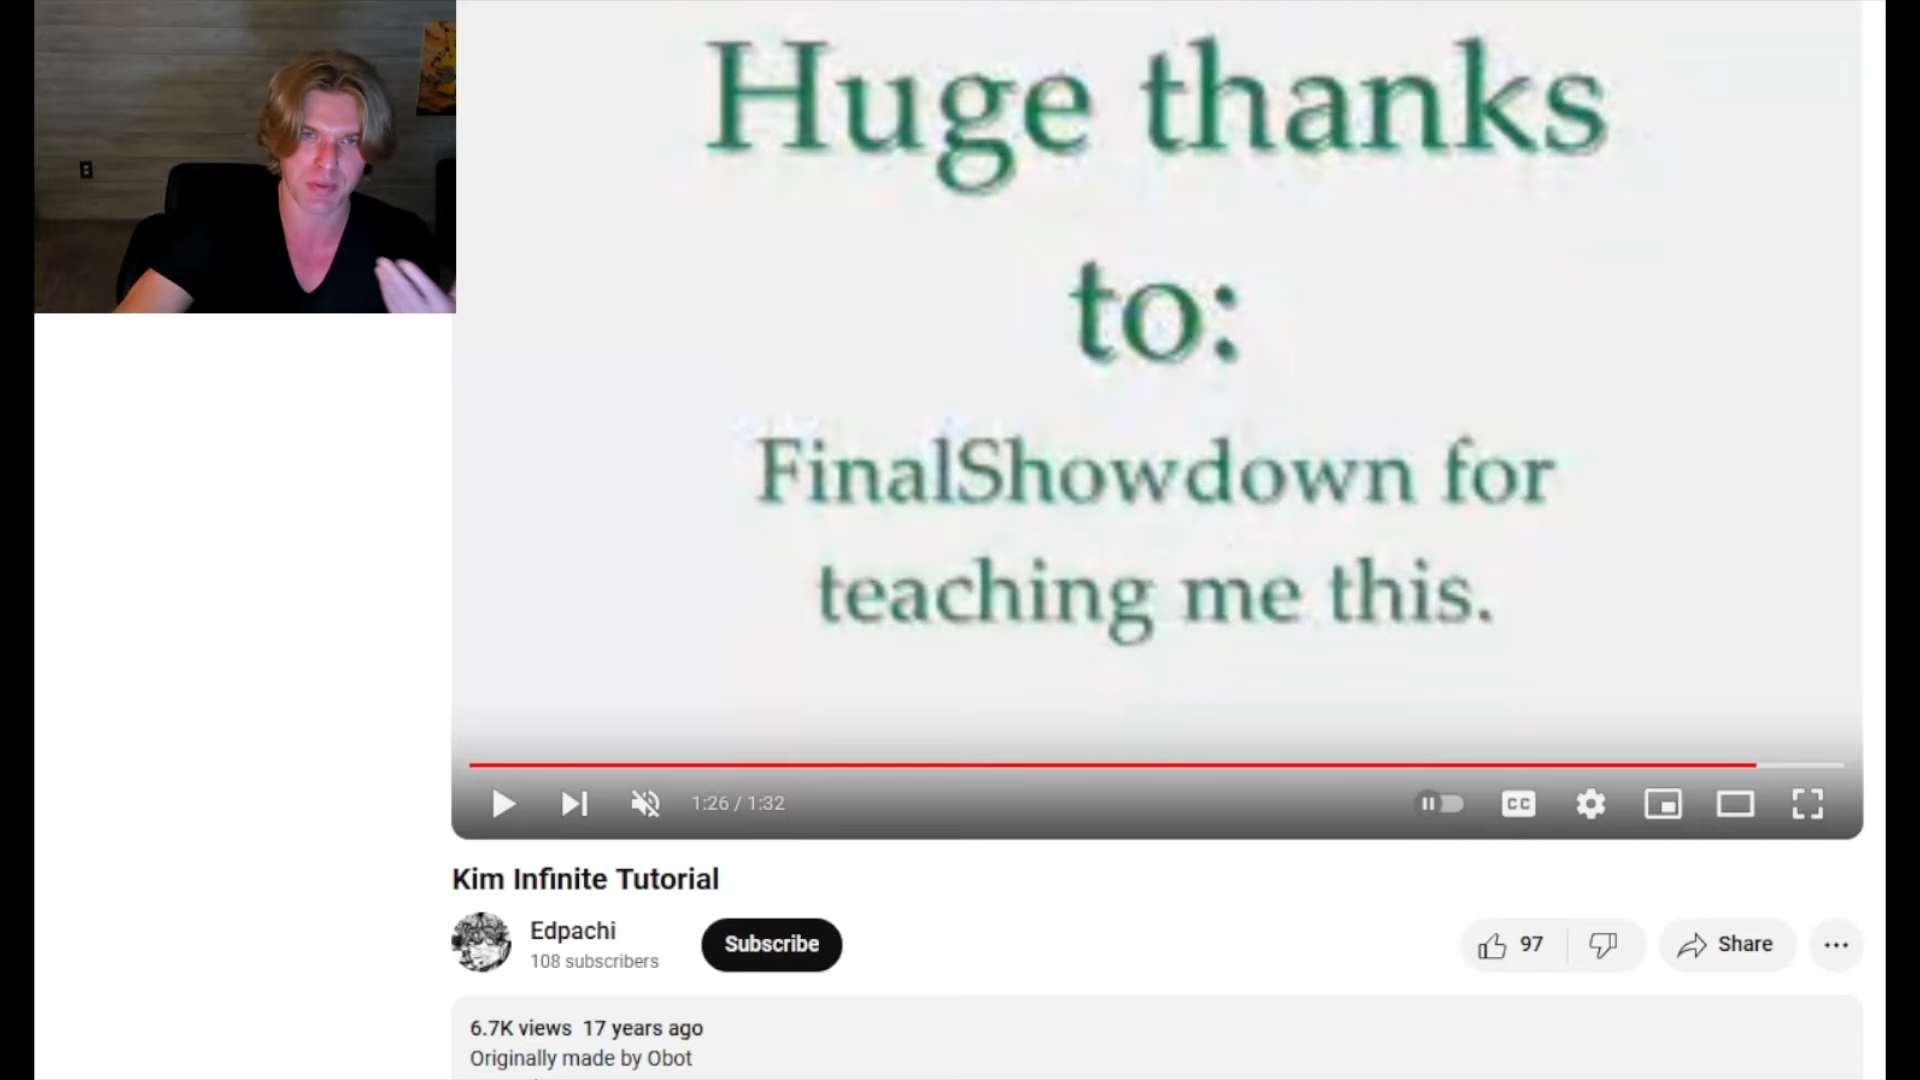 Huge thanks
to:
FinalShowdown for
teaching me this.
1:26 / 1:32
CC
Kim Infinite Tutorial
Edpachi
108 subscribers
Subscribe
97
Share
6.7K views 17 years ago
Originally made by Obot